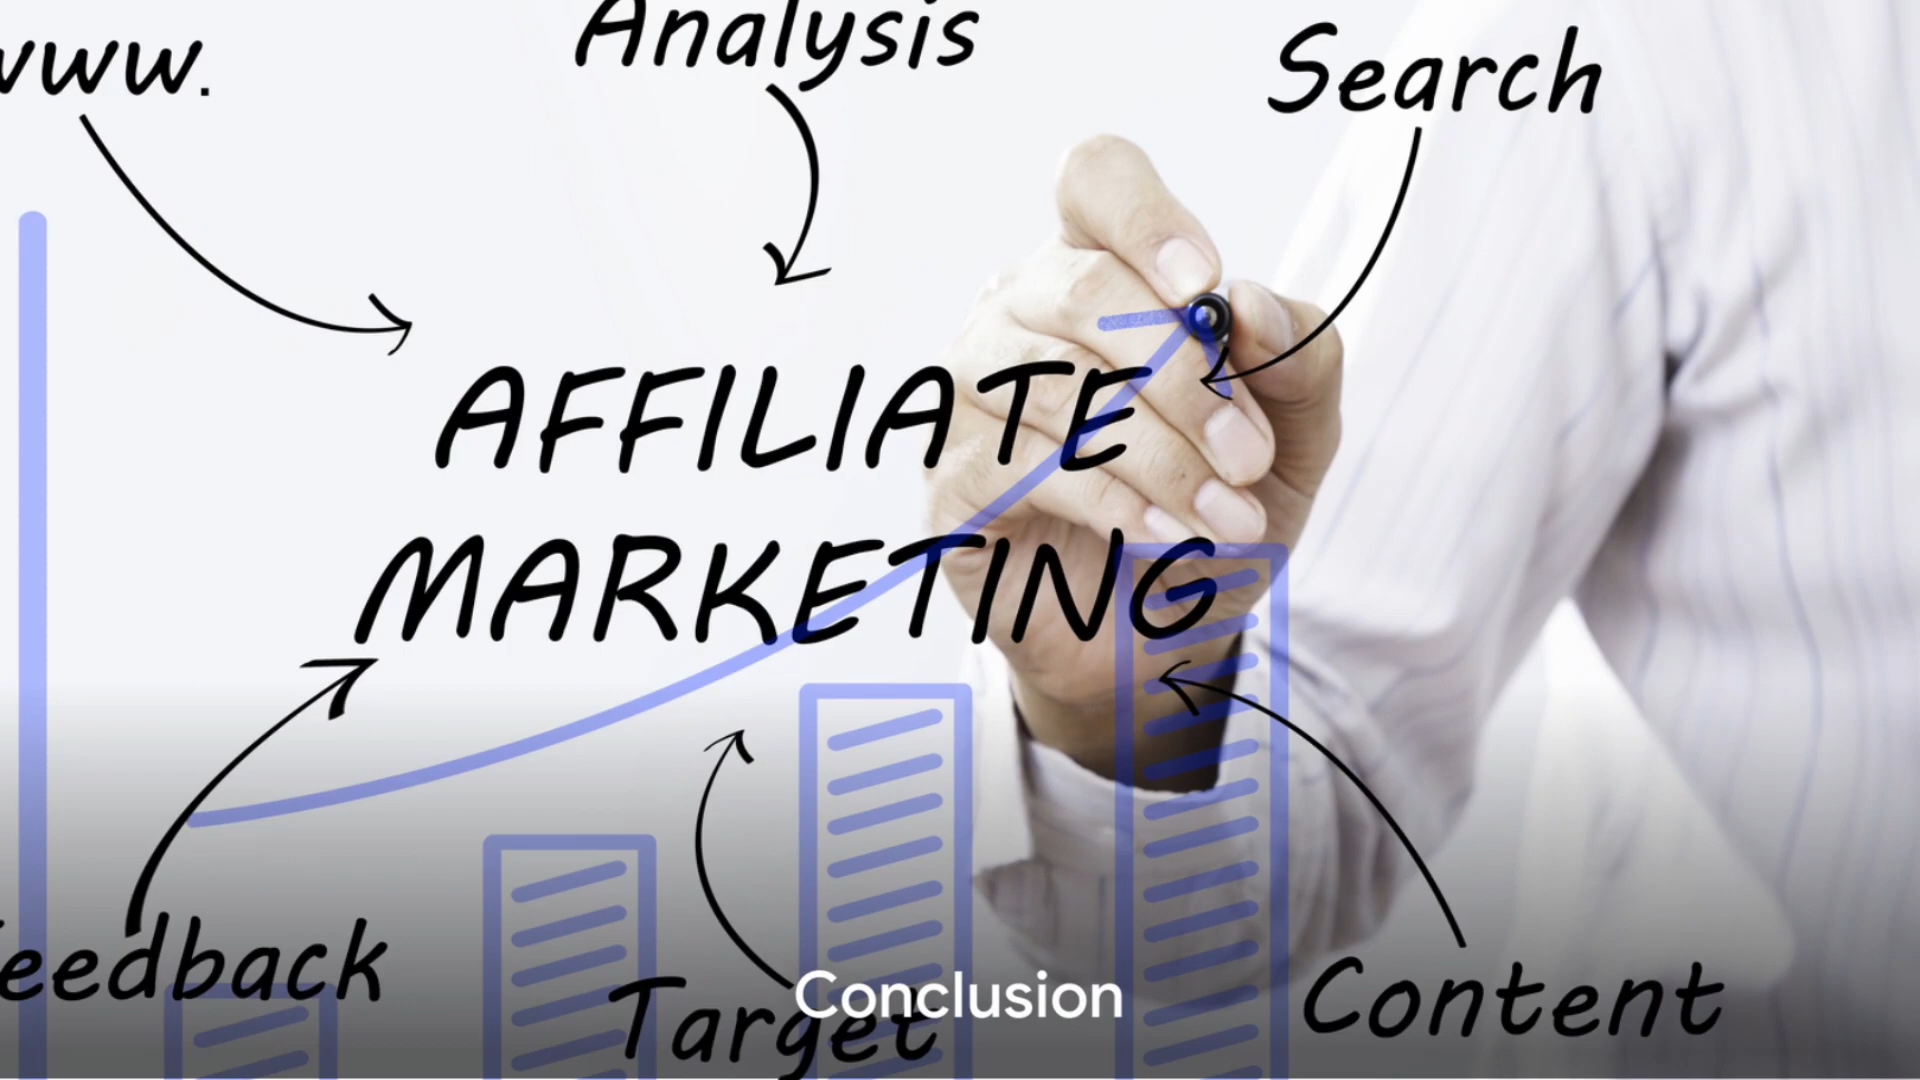 www.
Analysis
Search
AFFILIATE
MARKETING
eedback
Target
Content
Conclusion